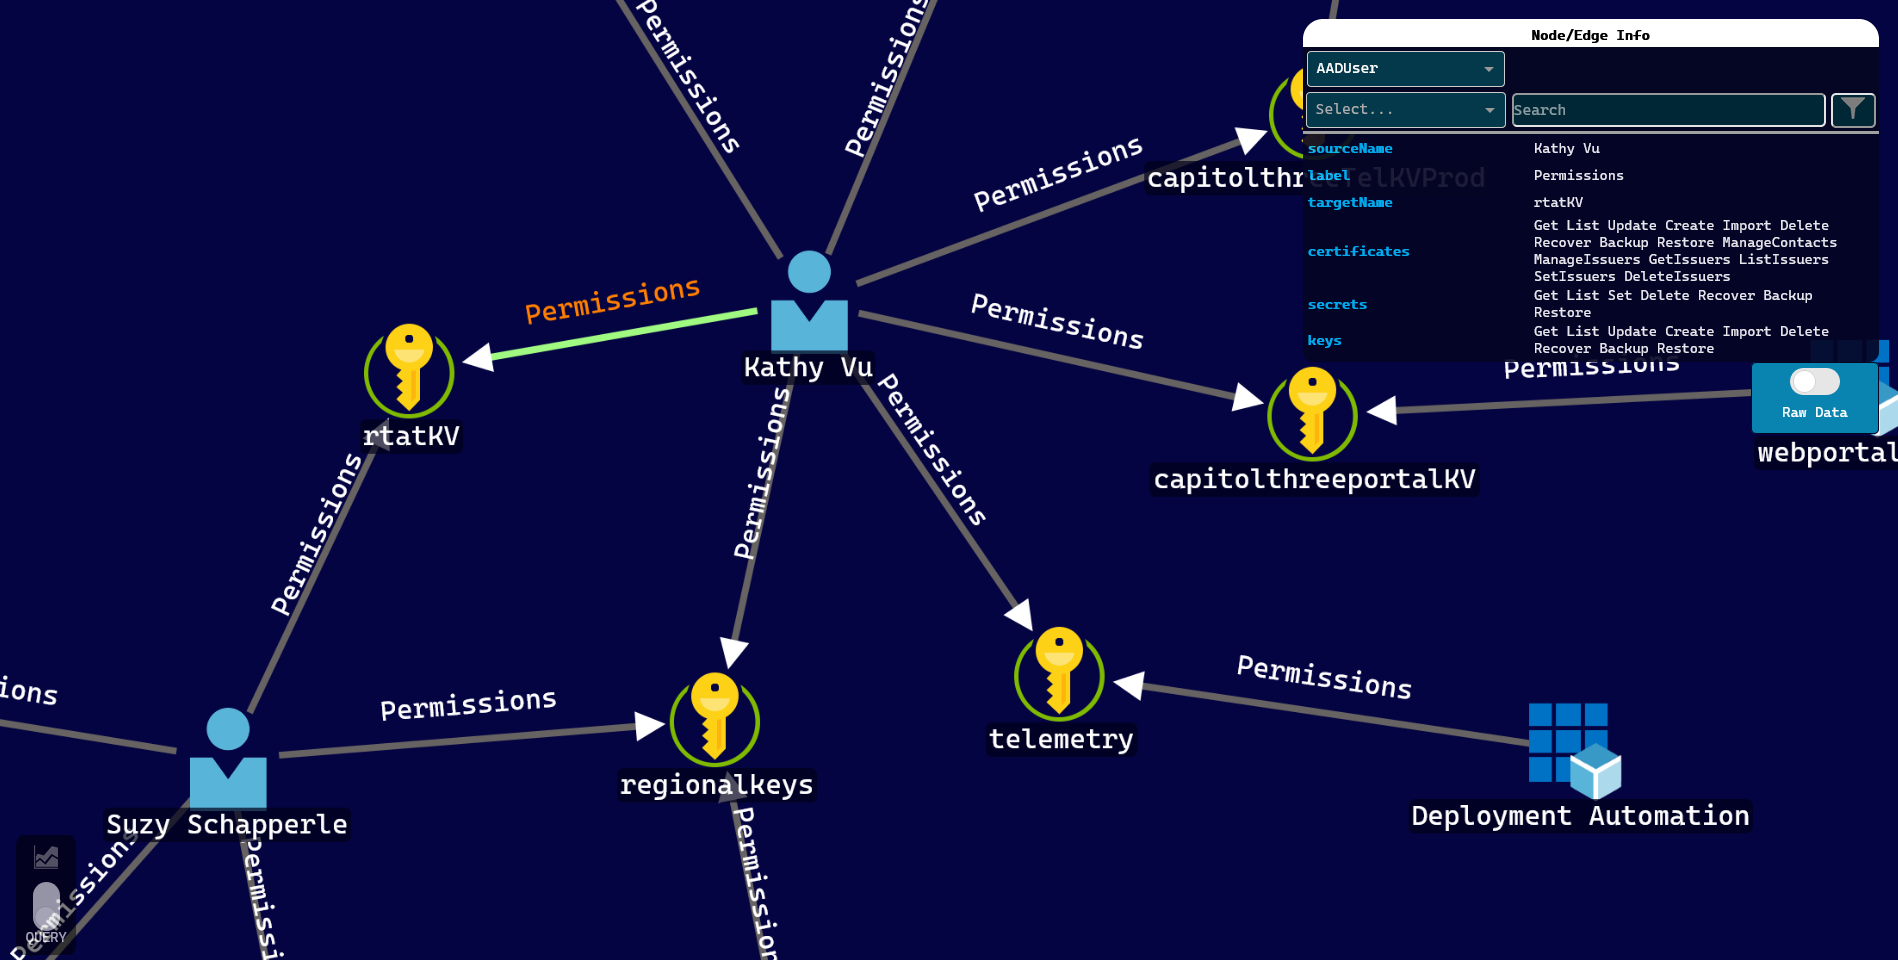 Permissions
Permissions
Node/Edge Info
AADUser
Select...
Search
sourceName Kathy Vu
label Permissions
targetName rtatKV
certificates Get List Update Create Import Delete
Recover Backup Restore ManageContacts
ManageIssuers GetIssuers ListIssuers
SetIssuers DeleteIssuers
secrets Get List Set Delete Recover Backup
Restore
keys Get List Update Create Import Delete
Recover Backup Restore
Raw Data
Permissions
capitolthreeTelKVProd
Permissions
Permissions
Kathy Vu
Permissions
rtatKV
Permissions
Permissions
capitolthreeportalKV
webportal
Permissions
Permissions
ions
Permissions
Permissions
regionalkeys
telemetry
Deployment Automation
Suzy Schapperle
Permissions
Permissi
Permission
QUERY